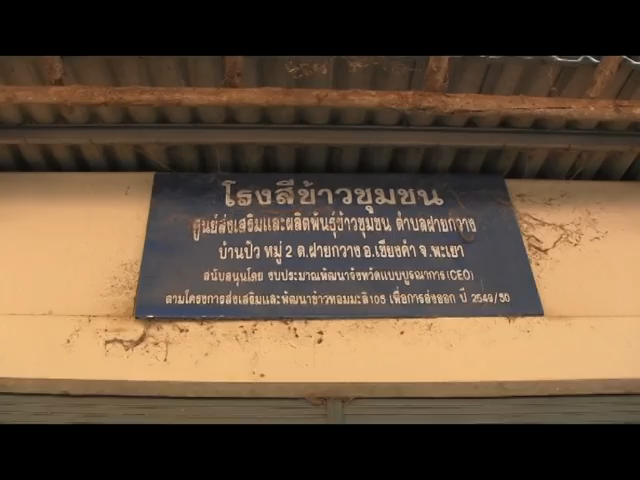 โรงสีข้าวชุมชน
ศูนย์ส่งเสริมและผลิตพันธุ์ข้าวชุมชน ตำบลฝายกวาง
บ้านปัว หมู่ 2 ต.ฝายกวาง อ.เชียงคำ จ.พะเยา
สนับสนุนโดย งบประมาณพัฒนาจังหวัดแบบบูรณาการ(CEO)
ตามโครงการส่งเสริมและพัฒนาข้าวหอมมะลิ105 เพื่อการส่งออก ปี 2549/50